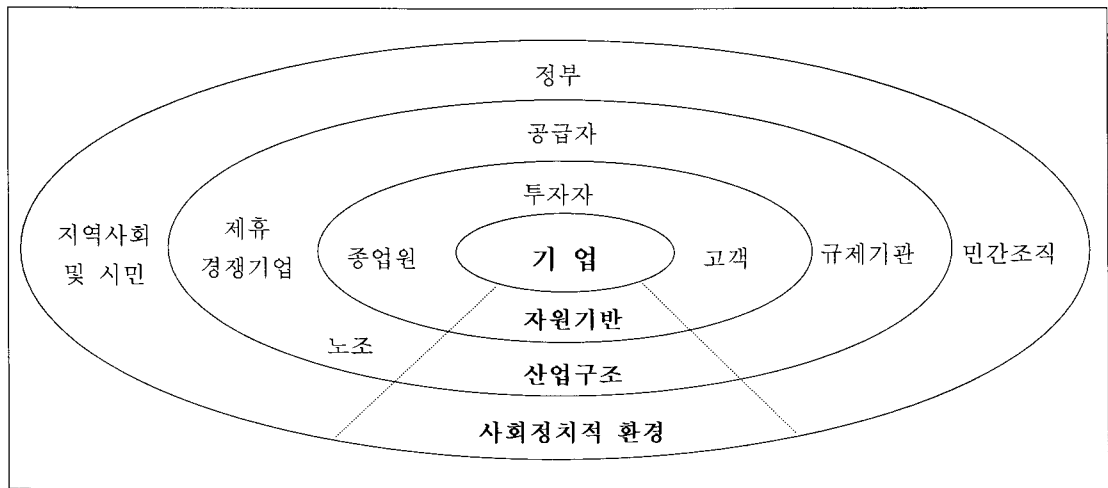 정부
공급자
투자자
지역사회
및 시민
제휴
경쟁기업
종업원
기 업
고객
규제기관
민간조직
자원기반
노조
산업구조
사회정치적 환경